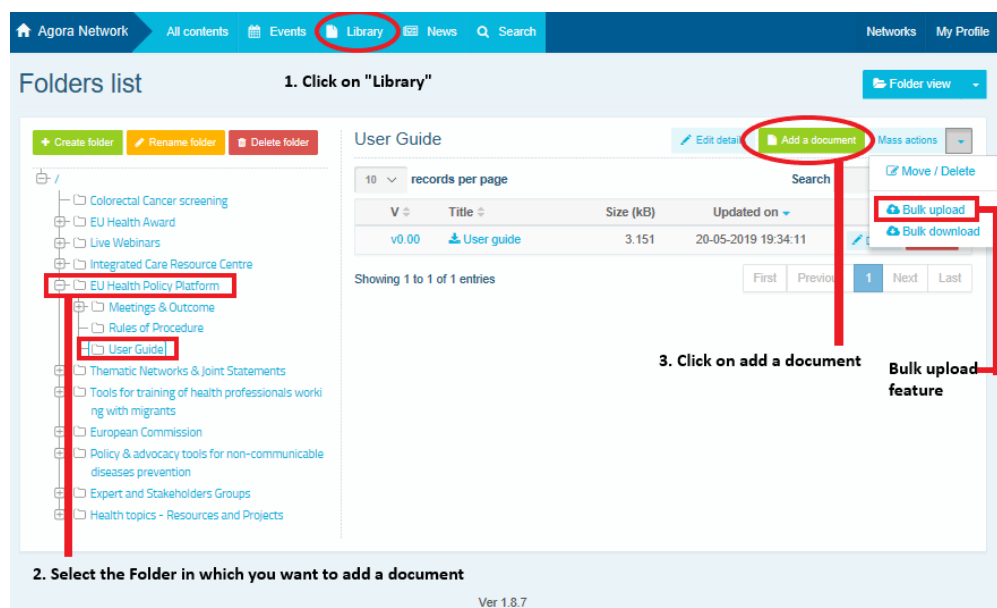 Agora Network All contents Events Library News Search Networks My Profile
Folders list
1. Click on "Library"
Folder view
Create folder Rename folder Delete folder
User Guide
Edit detail Add a document Mass actions
/
Colorectal Cancer screening
EU Health Award
Live Webinars
Integrated Care Resource Centre
EU Health Policy Platform
Meetings & Outcome
Rules of Procedure
User Guide
Thematic Networks & Joint Statements
Tools for training of health professionals worki
ng with migrants
European Commission
Policy & advocacy tools for non-communicable
diseases prevention
Expert and Stakeholders Groups
Health topics - Resources and Projects
10 records per page Search
Move / Delete
Bulk upload
Bulk download
V Title Size (kB) Updated on
v0.00 User guide 3.151 20-05-2019 19:34:11
Showing 1 to 1 of 1 entries
First Previou 1 Next Last
3. Click on add a document
Bulk upload
feature
2. Select the Folder in which you want to add a document
Ver 1.8.7